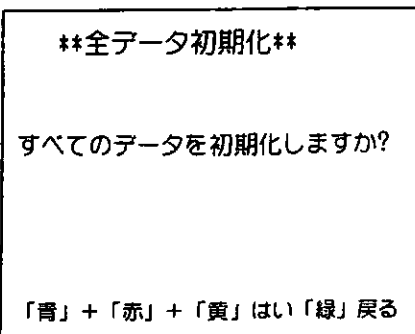 **全データ初期化**
すべてのデータを初期化しますか?
「青」+「赤」+「黄」はい「緑」戻る